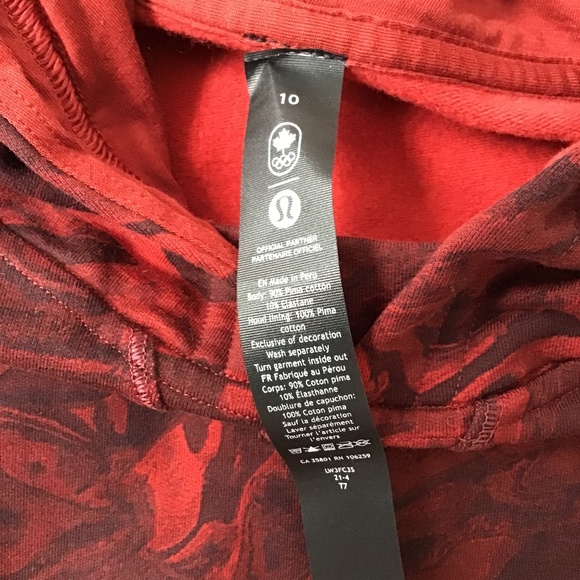 10
OFFICIAL PARTNER
PARTENAIRE OFFICIEL
EN Made in Peru
Body: 90% Pima cotton
10% Elastane
Hood lining: 100% Pima
cotton
Exclusive of decoration
Wash separately
Turn garment inside out
FR Fabriqué au Pérou
Corps: 90% Coton pima
10% Élasthanne
Doublure de capuchon:
100% Coton pima
Sauf la décoration
Laver séparément
Tourner l'article sur
l'envers
CA 35801 RN 106259
LW3FC3S
21-4
T7